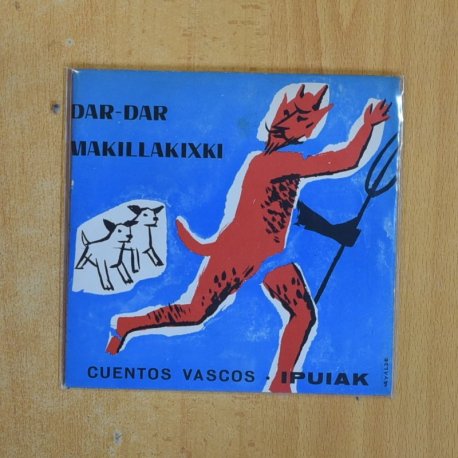 DAR-DAR
MAKILLAKIXKI
CUENTOS VASCOS · IPUIAK